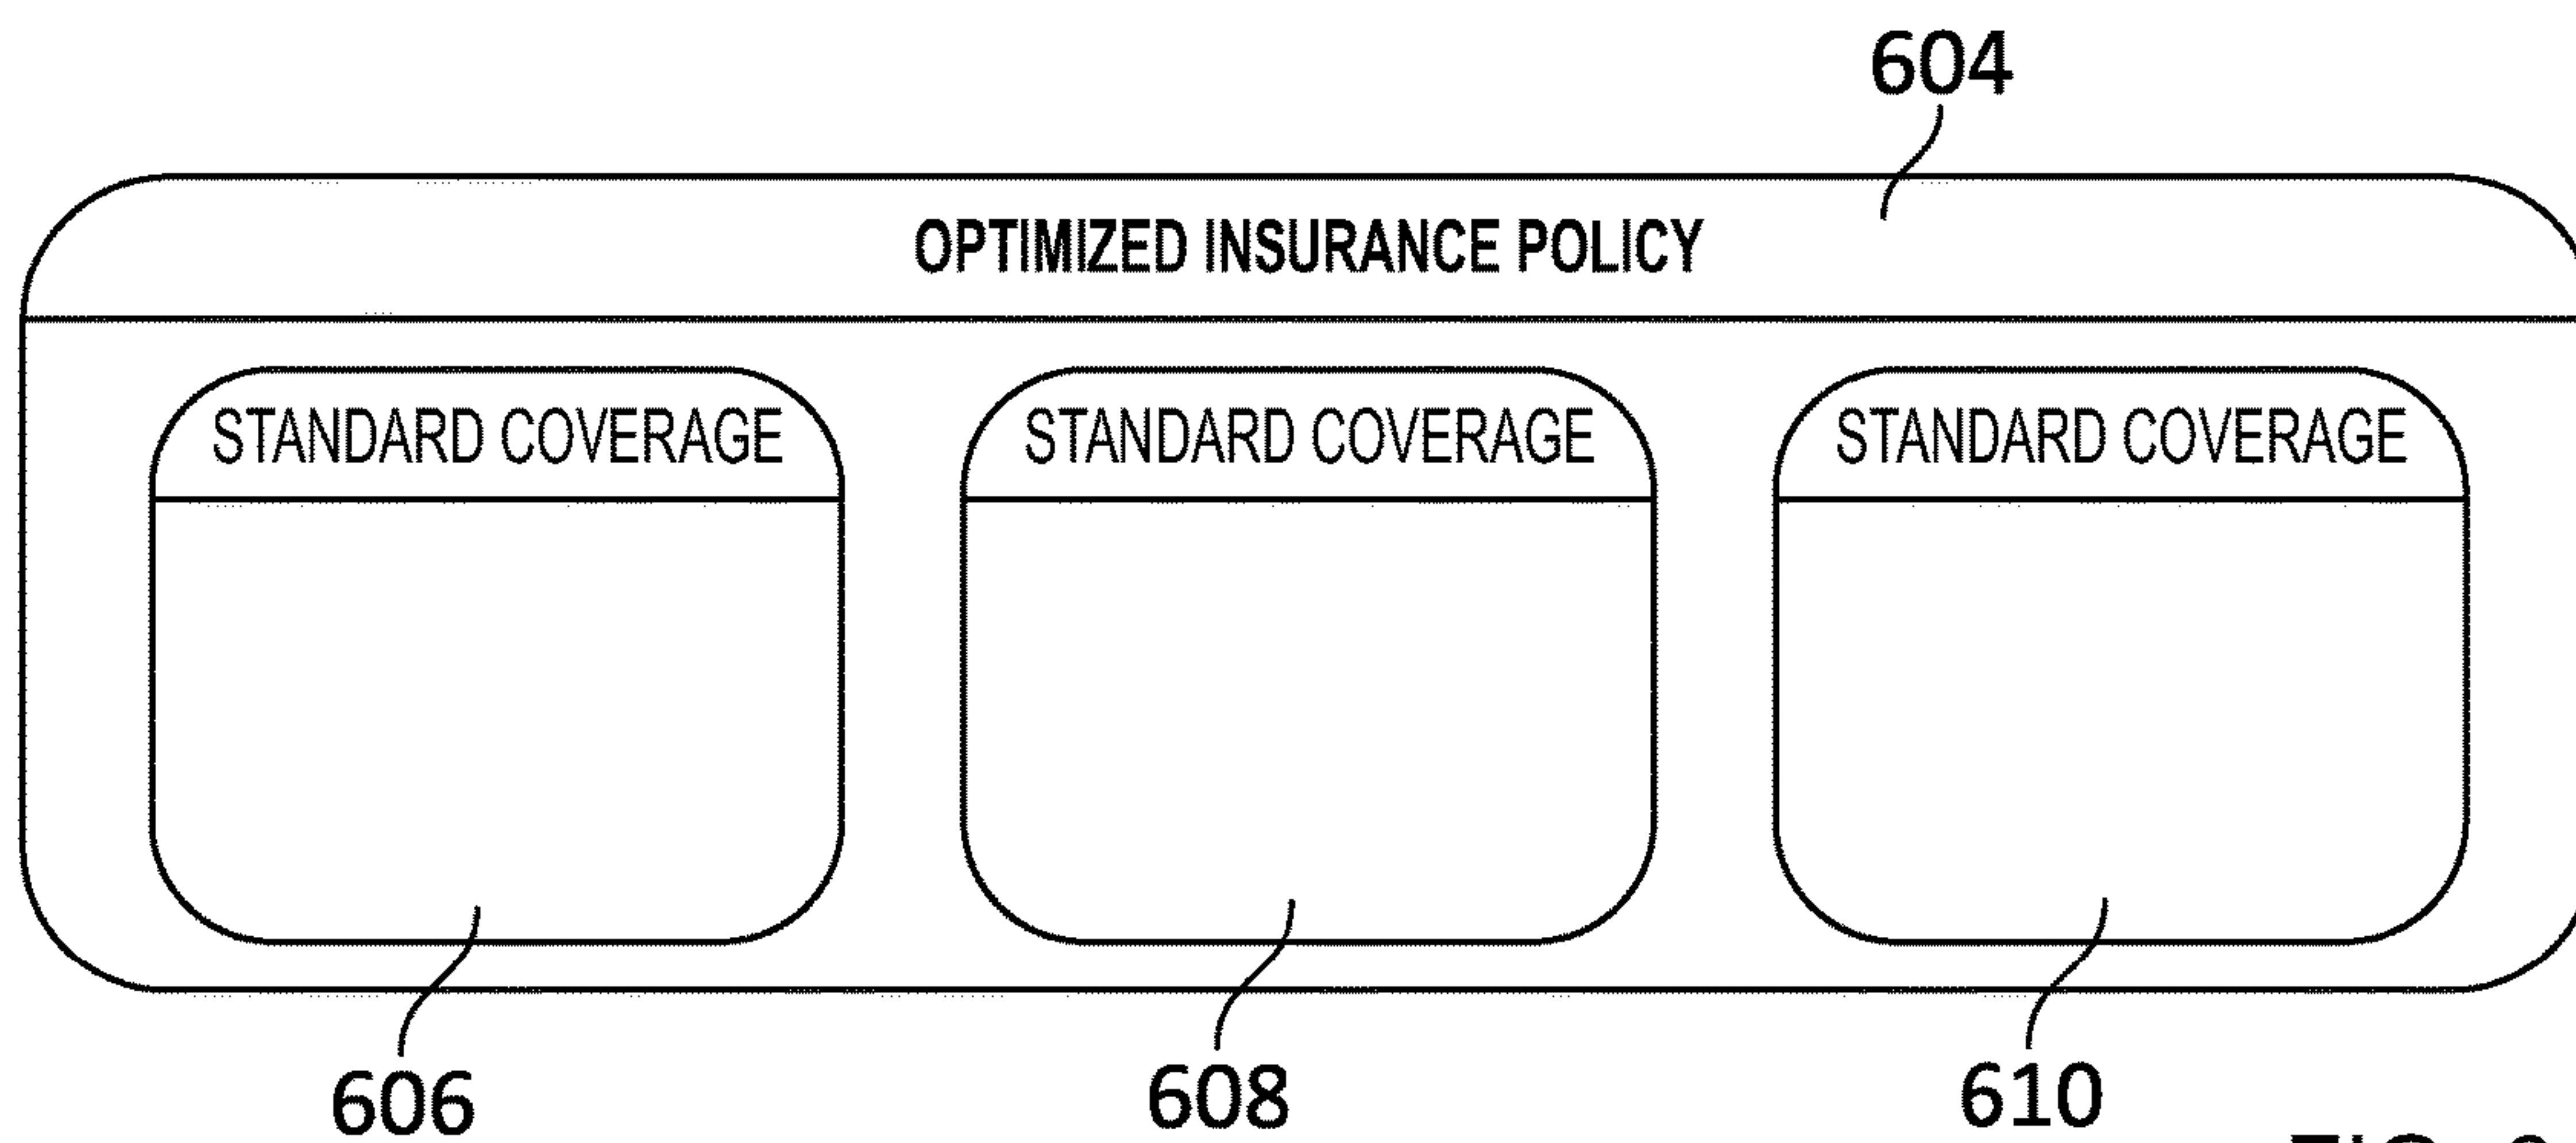 604
OPTIMIZED INSURANCE POLICY
STANDARD COVERAGE STANDARD COVERAGE STANDARD COVERAGE
606 608 610